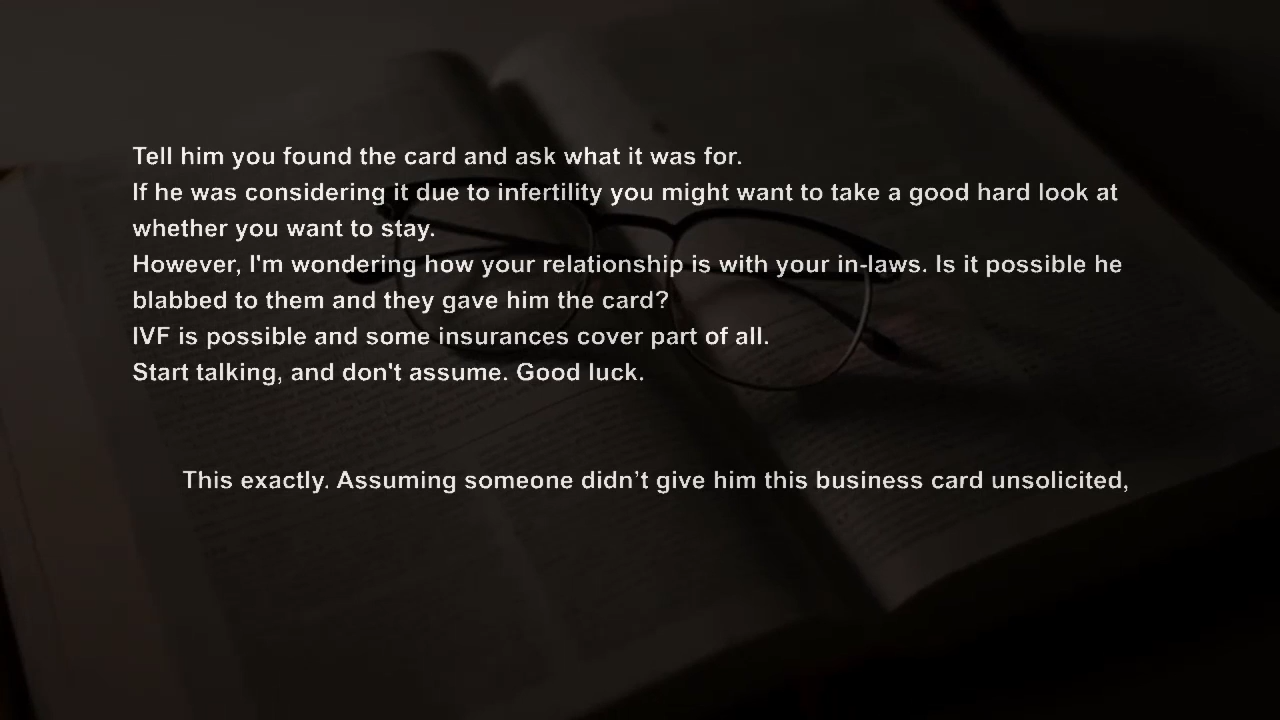 Tell him you found the card and ask what it was for.
If he was considering it due to infertility you might want to take a good hard look at
whether you want to stay.
However, I'm wondering how your relationship is with your in-laws. Is it possible he
blabbed to them and they gave him the card?
IVF is possible and some insurances cover part of all.
Start talking, and don't assume. Good luck.
This exactly. Assuming someone didn’t give him this business card unsolicited,